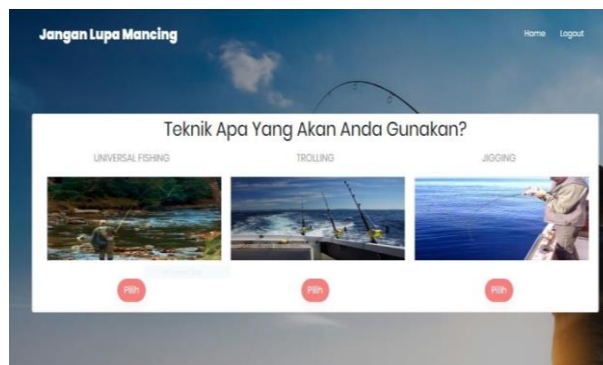 Jangan Lupa Mancing
Home Logout
Teknik Apa Yang Akan Anda Gunakan?
UNIVERSAL FISHING TROLLING JIGGING
Pilih Pilih Pilih